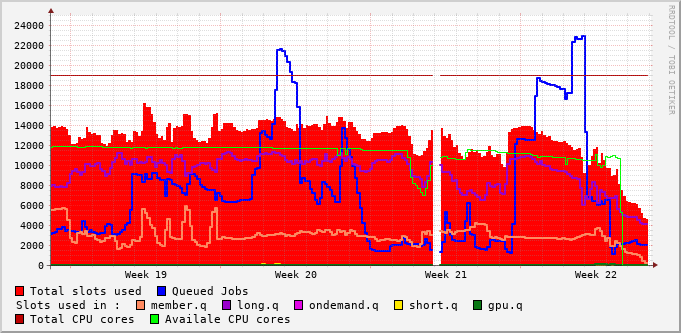 RRDTOOL / TOBI OETIKER
24000
22000
20000
18000
16000
14000
12000
10000
8000
6000
4000
2000
0
Week 19 Week 20 Week 21 Week 22
Total slots used Queued Jobs
Slots used in : member.q long.q ondemand.q short.q gpu.q
Total CPU cores Availale CPU cores